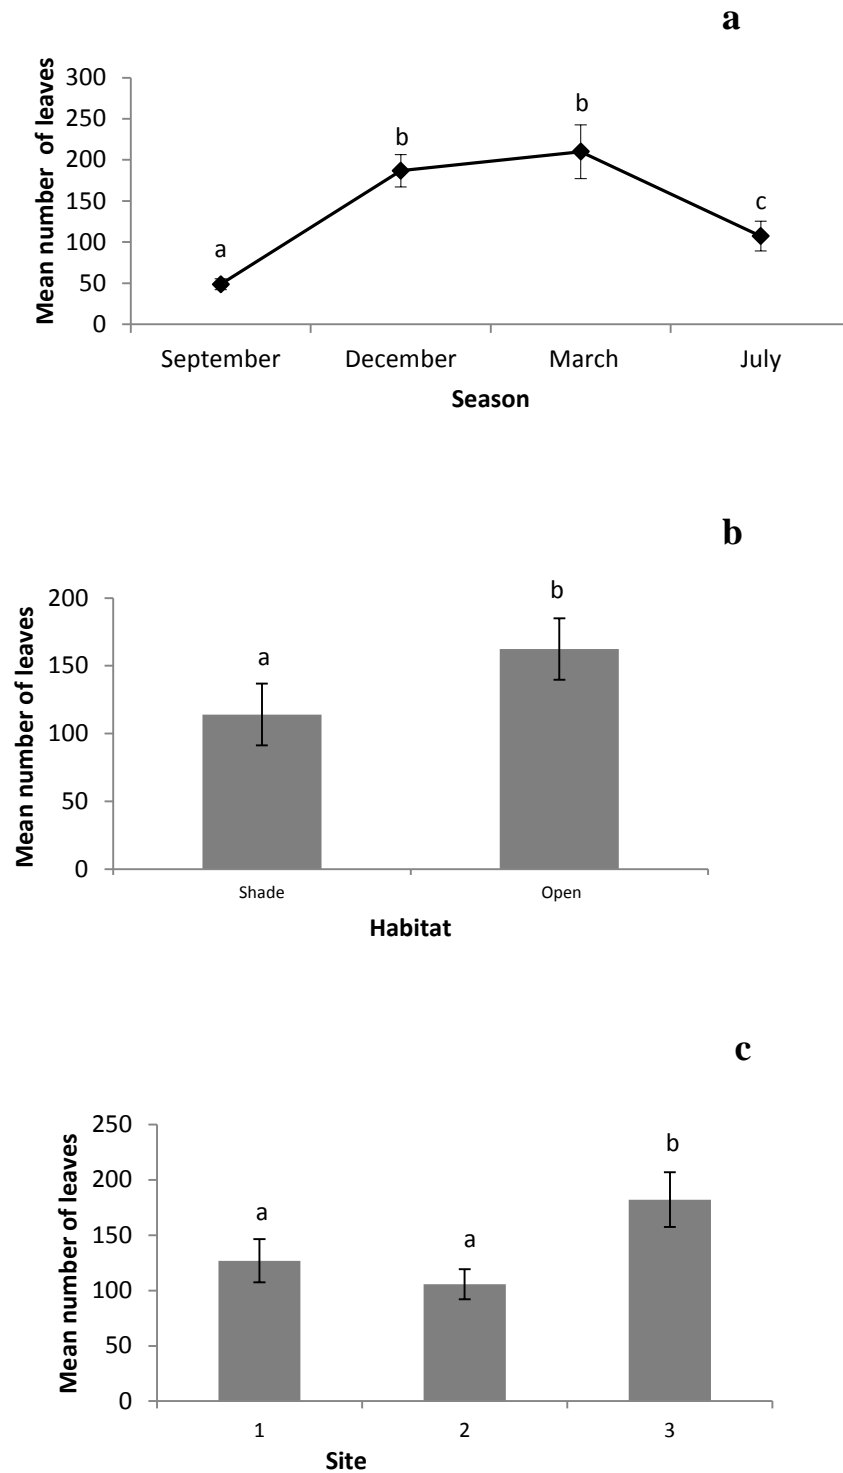 a
Mean number of leaves
300
250
200
150
100
50
0
a
b
b
c
September December March July
Season
b
Mean number of leaves
200
150
100
50
0
a
b
Shade Open
Habitat
c
Mean number of leaves
250
200
150
100
50
0
a
a
b
1 2 3
Site